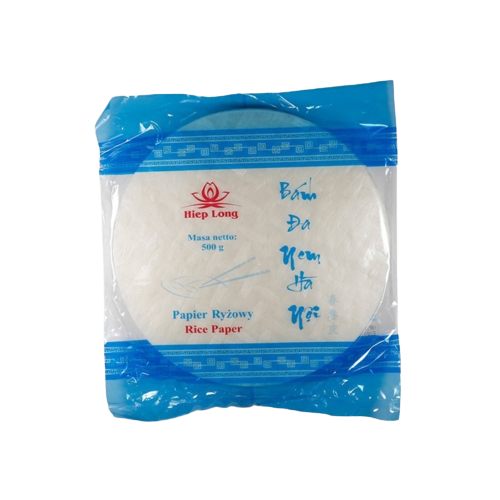 Hiep Long
Masa netto:
500 g
Papier Ryżowy
Rice Paper
Bánh
Đa
Nem
Hà
Nội